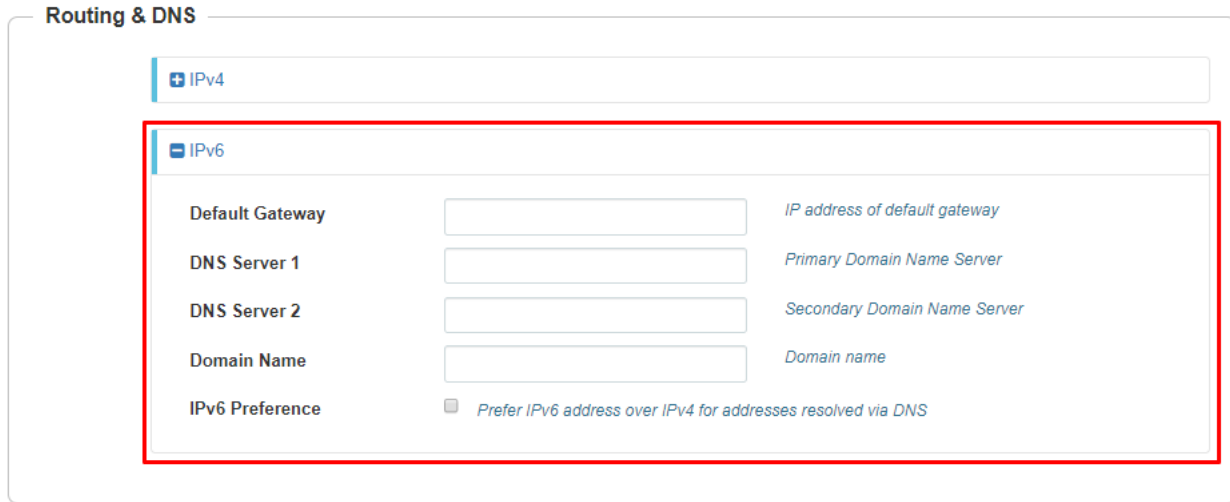 Routing & DNS
IPv4
IPv6
Default Gateway IP address of default gateway
DNS Server 1 Primary Domain Name Server
DNS Server 2 Secondary Domain Name Server
Domain Name Domain name
IPv6 Preference Prefer IPv6 address over IPv4 for addresses resolved via DNS